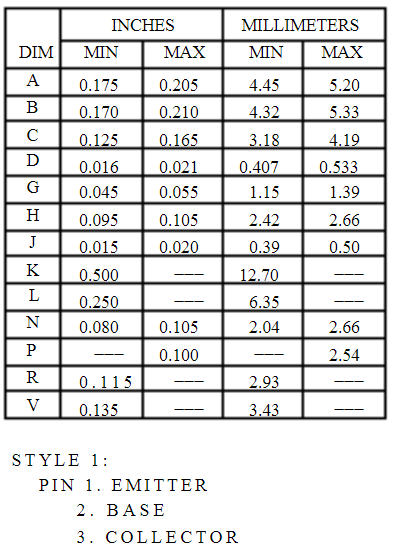 INCHES MILLIMETERS
DIM MIN MAX MIN MAX
A 0.175 0.205 4.45 5.20
B 0.170 0.210 4.32 5.33
C 0.125 0.165 3.18 4.19
D 0.016 0.021 0.407 0.533
G 0.045 0.055 1.15 1.39
H 0.095 0.105 2.42 2.66
J 0.015 0.020 0.39 0.50
K 0.500 --- 12.70 ---
L 0.250 --- 6.35 ---
N 0.080 0.105 2.04 2.66
P --- 0.100 --- 2.54
R 0.115 --- 2.93 ---
V 0.135 --- 3.43 ---
STYLE 1:
PIN 1. EMITTER
2. BASE
3. COLLECTOR